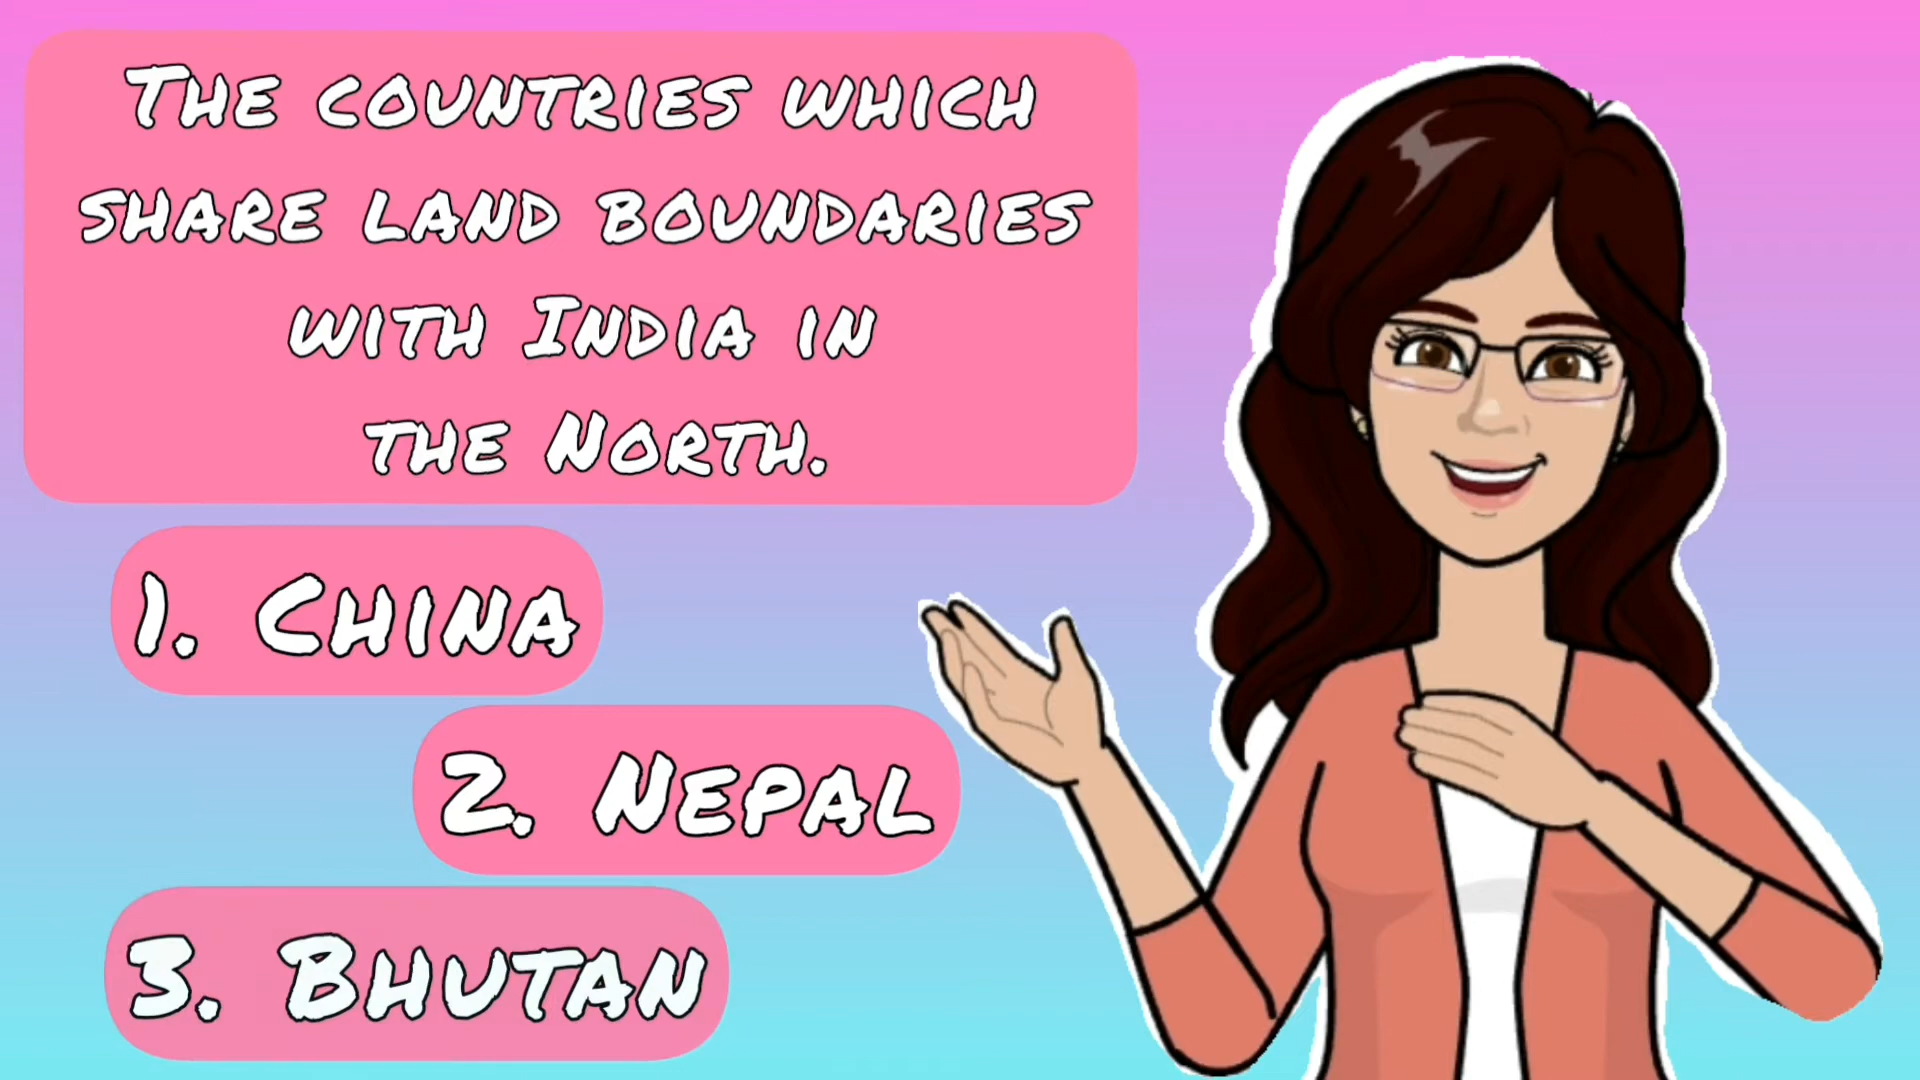 The countries which
share land boundaries
with India in
the North.
1. China
2. Nepal
3. Bhutan